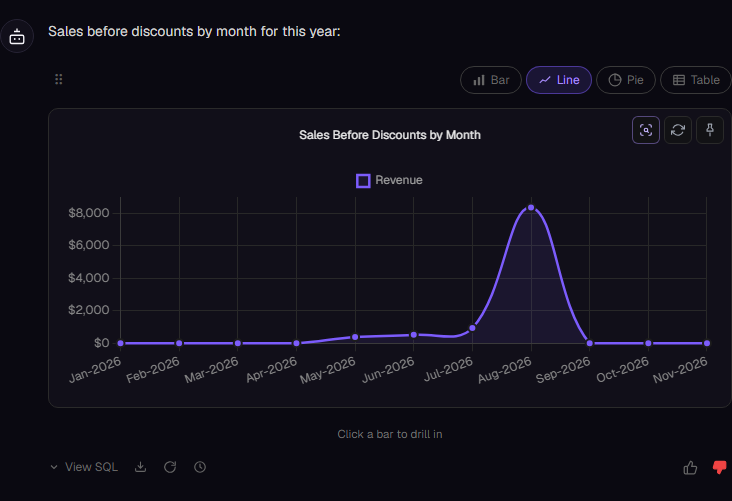 Sales before discounts by month for this year:
Bar Line Pie Table
Sales Before Discounts by Month
Revenue
$8,000
$6,000
$4,000
$2,000
$0
Jan-2026 Feb-2026 Mar-2026 Apr-2026 May-2026 Jun-2026 Jul-2026 Aug-2026 Sep-2026 Oct-2026 Nov-2026
Click a bar to drill in
View SQL